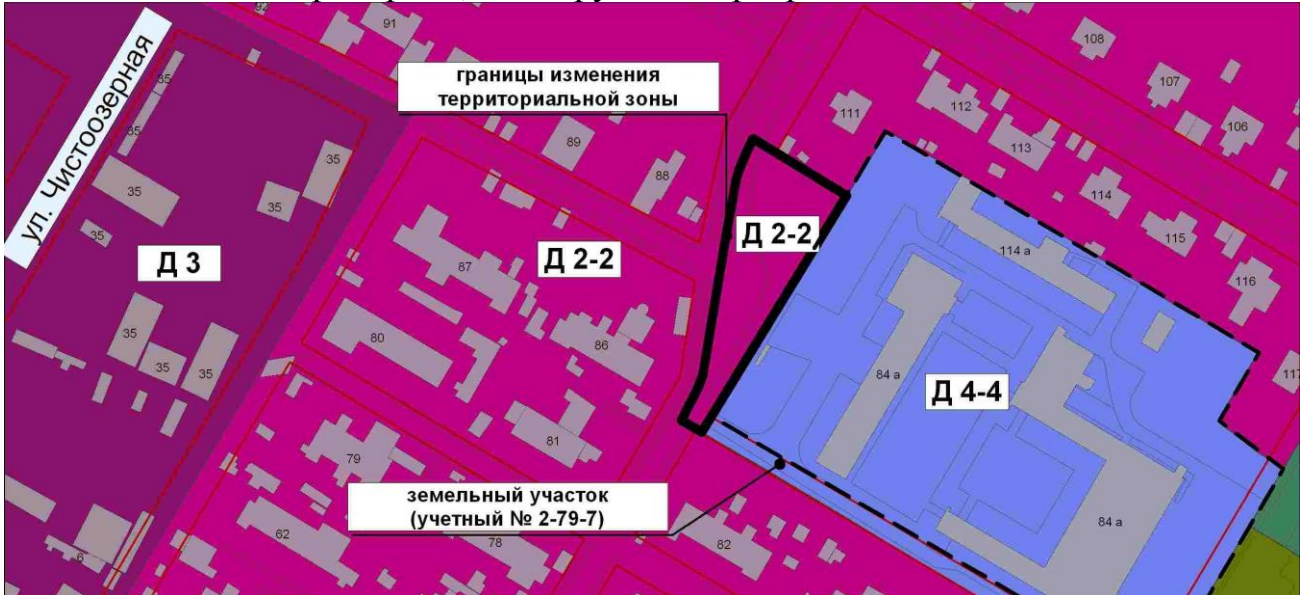 91
108
ул. Чистоозерная
35
границы изменения
территориальной зоны
107
35
111
112
106
89
113
35
35
35
88
114
35
Д 2-2
115
87
Д 2-2
114 а
Д 3
116
35
80
86
117
35
35
84 а
Д 4-4
81
79
земельный участок
(учетный № 2-79-7)
62
78
82
84 а
6